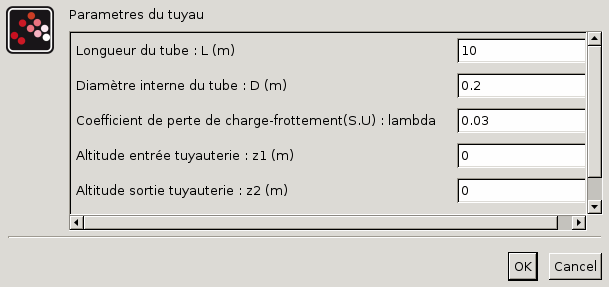 Parametres du tuyau
Longueur du tube : L (m) 10
Diamètre interne du tube : D (m) 0.2
Coefficient de perte de charge-frottement(S.U) : lambda 0.03
Altitude entrée tuyauterie : z1 (m) 0
Altitude sortie tuyauterie : z2 (m) 0
OK Cancel